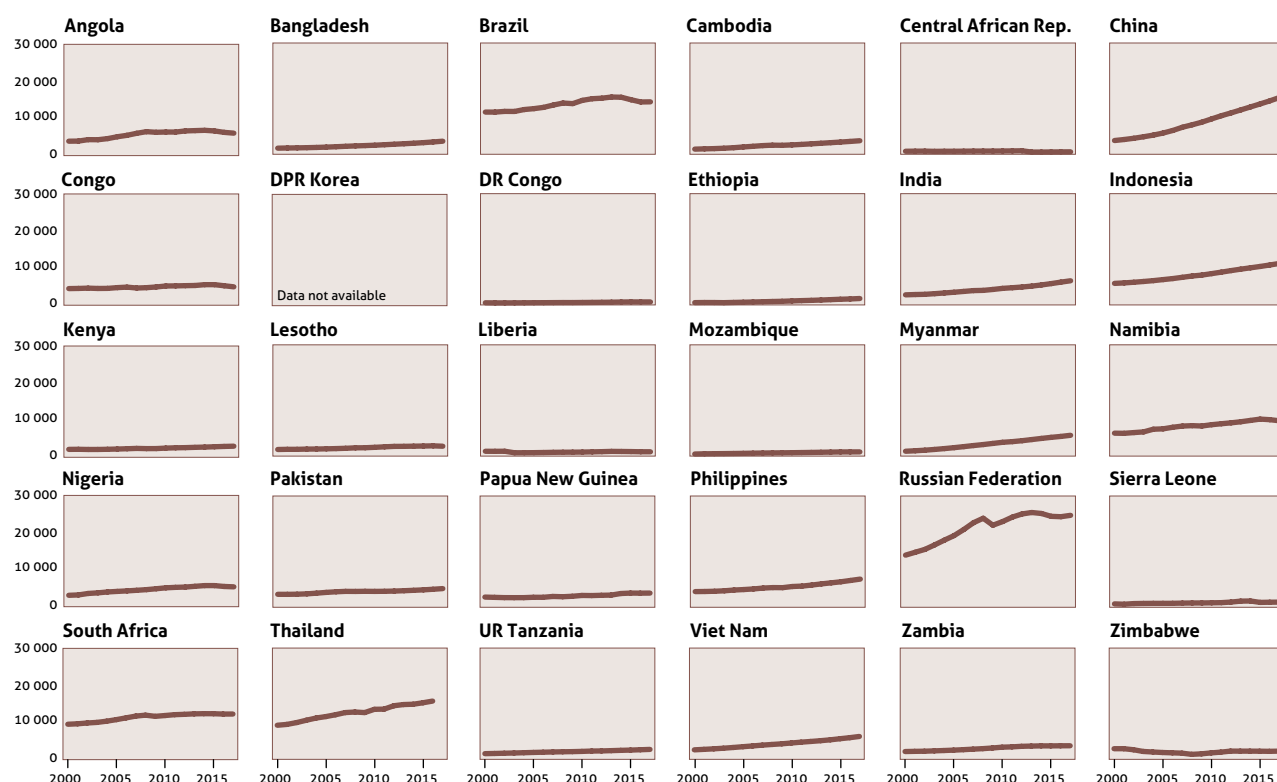 Angola Bangladesh Brazil Cambodia Central African Rep. China
30 000
20 000
10 000
0
Congo DPR Korea DR Congo Ethiopia India Indonesia
30 000
20 000
10 000
0
Data not available
Kenya Lesotho Liberia Mozambique Myanmar Namibia
30 000
20 000
10 000
0
Nigeria Pakistan Papua New Guinea Philippines Russian Federation Sierra Leone
30 000
20 000
10 000
0
South Africa Thailand UR Tanzania Viet Nam Zambia Zimbabwe
30 000
20 000
10 000
0
2000 2005 2010 2015 2000 2005 2010 2015 2000 2005 2010 2015 2000 2005 2010 2015 2000 2005 2010 2015 2000 2005 2010 2015